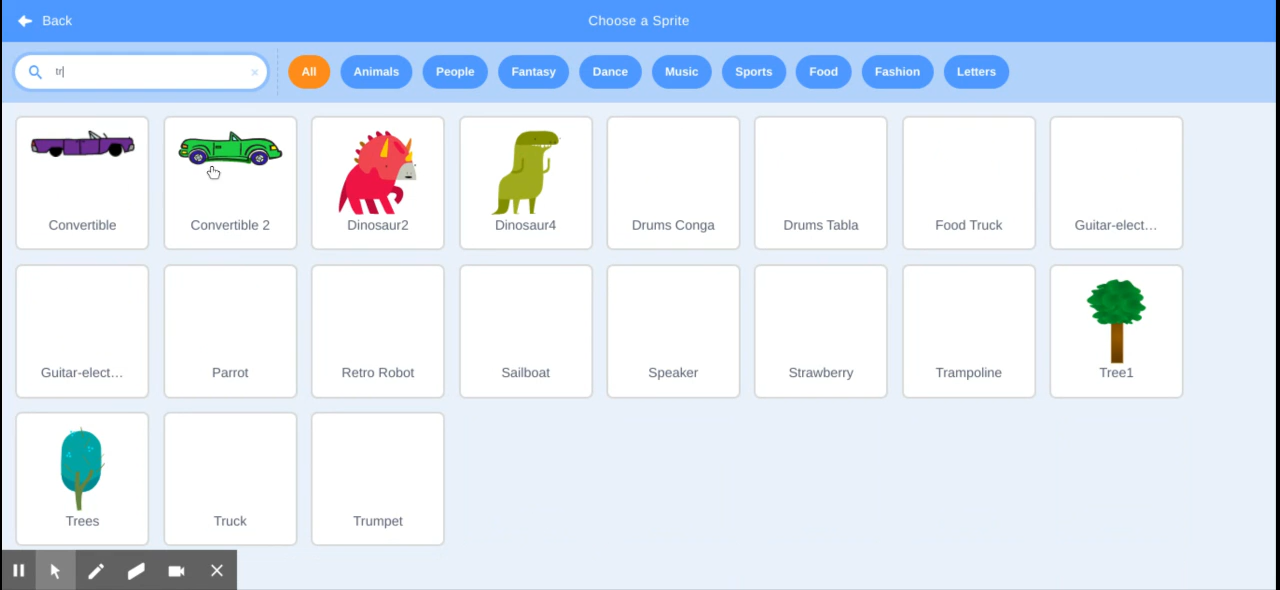 Back
Choose a Sprite
tr
All
Animals
People
Fantasy
Dance
Music
Sports
Food
Fashion
Letters
Convertible
Convertible 2
Dinosaur2
Dinosaur4
Drums Conga
Drums Tabla
Food Truck
Guitar-elect...
Guitar-elect...
Parrot
Retro Robot
Sailboat
Speaker
Strawberry
Trampoline
Tree1
Trees
Truck
Trumpet